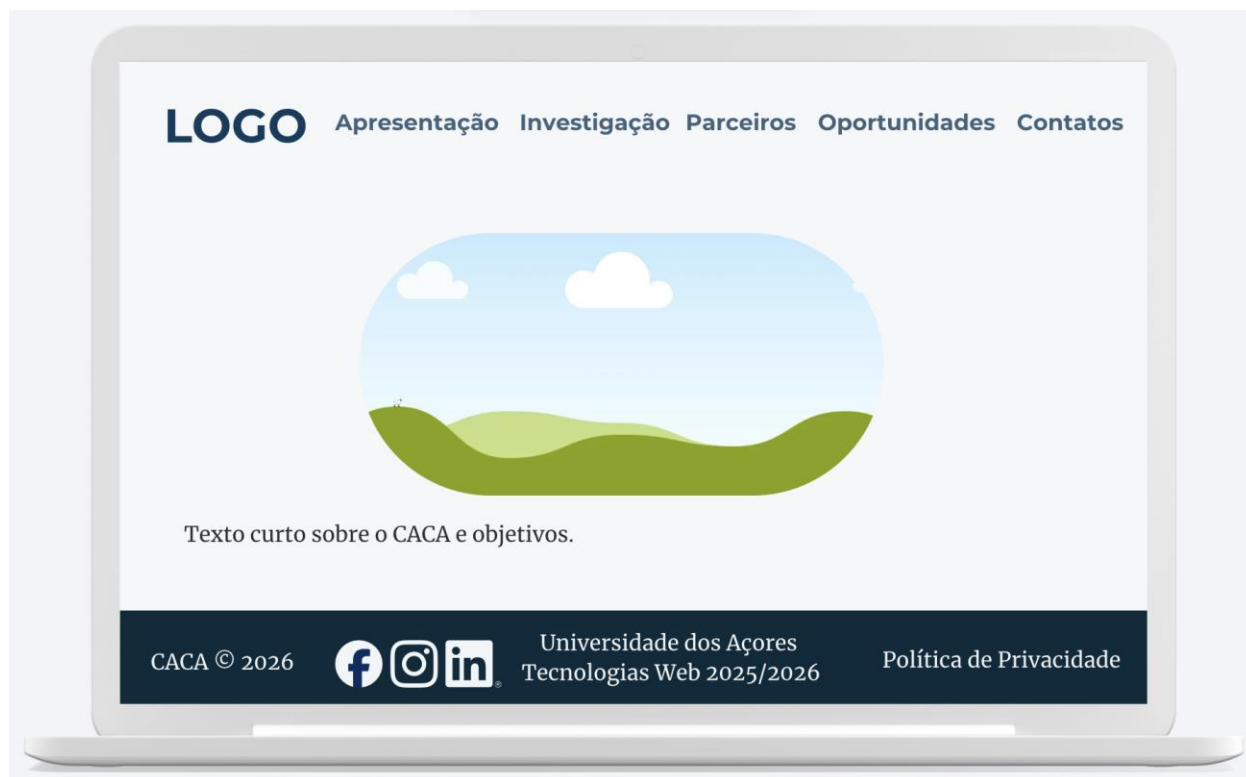 LOGO Apresentação Investigação Parceiros Oportunidades Contatos
Texto curto sobre o CACA e objetivos.
CACA © 2026
in®
Universidade dos Açores
Tecnologias Web 2025/2026
Política de Privacidade